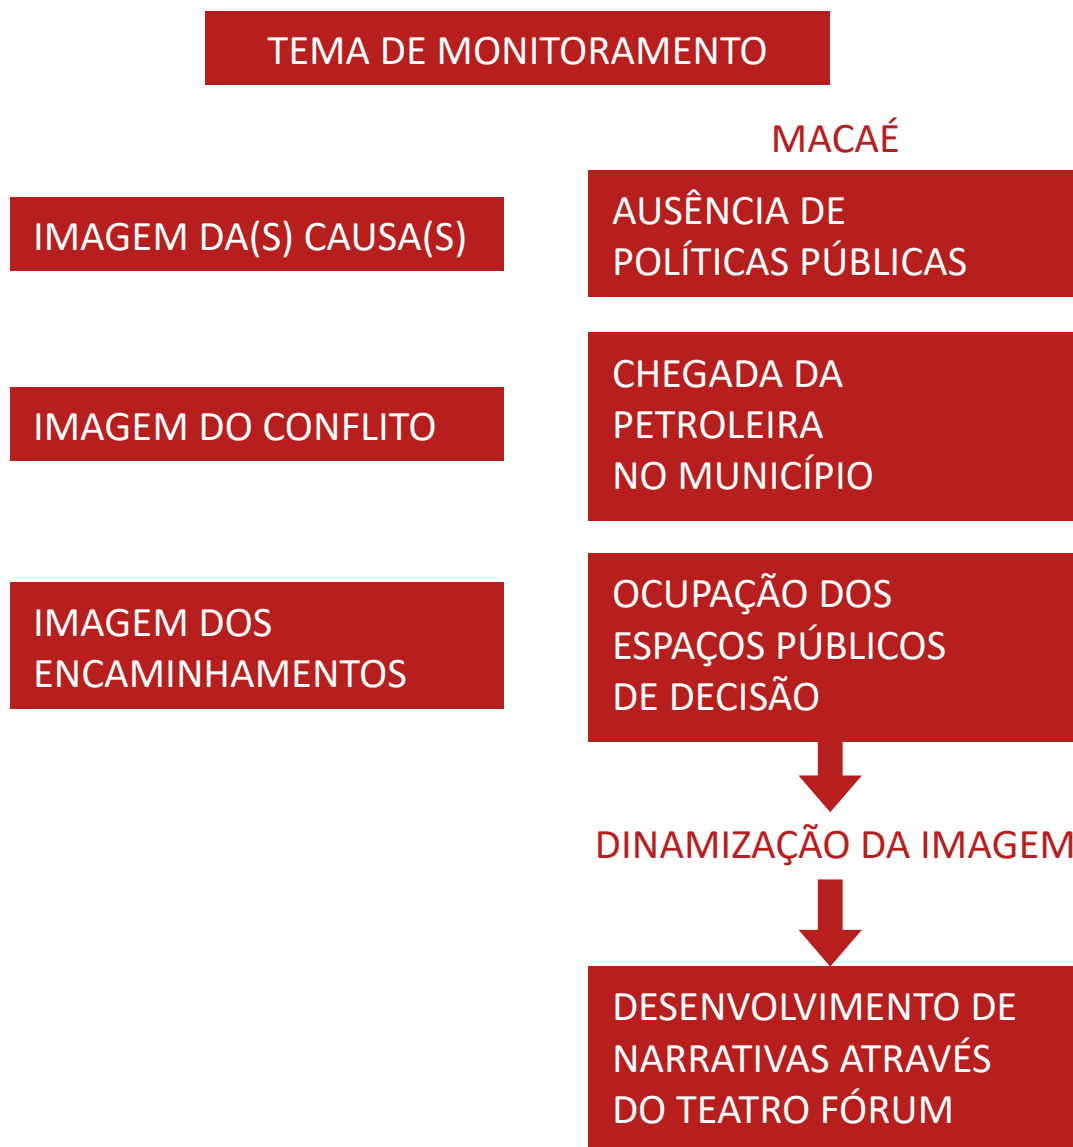 TEMA DE MONITORAMENTO
MACAÉ
IMAGEM DA(S) CAUSA(S)
AUSÊNCIA DE
POLÍTICAS PÚBLICAS
IMAGEM DO CONFLITO
CHEGADA DA
PETROLEIRA
NO MUNICÍPIO
IMAGEM DOS
ENCAMINHAMENTOS
OCUPAÇÃO DOS
ESPAÇOS PÚBLICOS
DE DECISÃO
DINAMIZAÇÃO DA IMAGEM
DESENVOLVIMENTO DE
NARRATIVAS ATRAVÉS
DO TEATRO FÓRUM